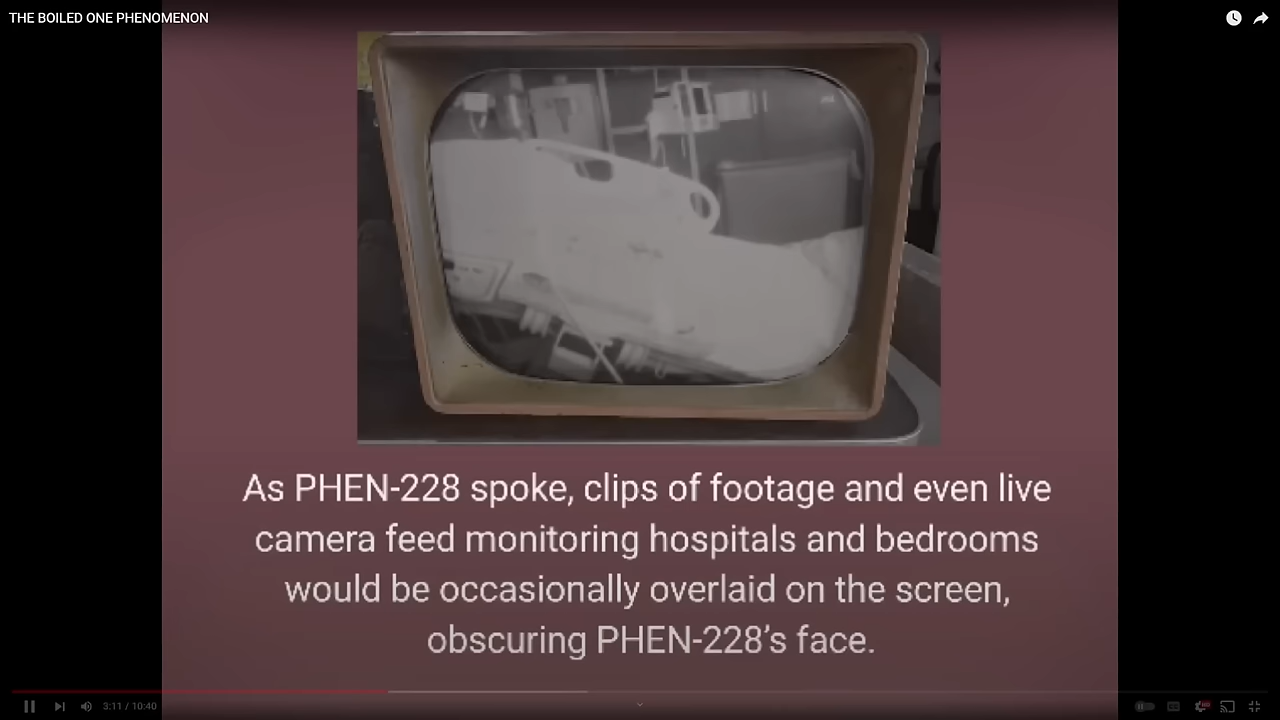 THE BOILED ONE PHENOMENON
As PHEN-228 spoke, clips of footage and even live
camera feed monitoring hospitals and bedrooms
would be occasionally overlaid on the screen,
obscuring PHEN-228’s face.
3:11 / 10:40